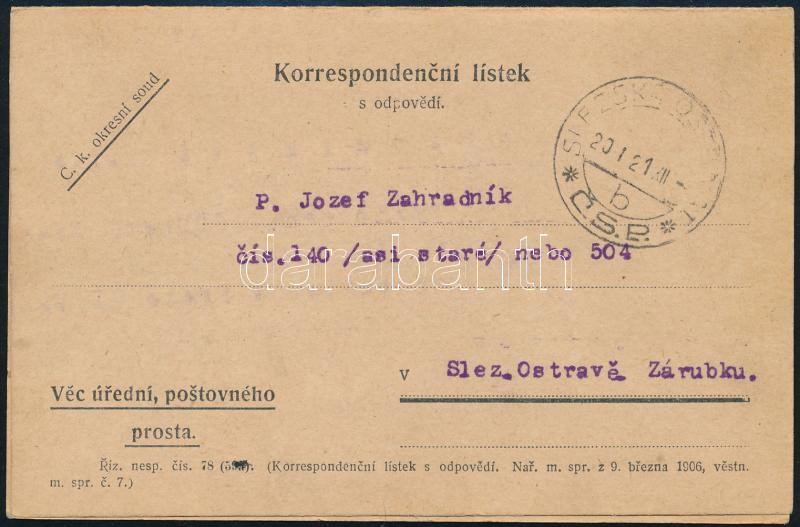 C. k. okresní soud
Korrespondenční lístek
s odpovědí.
20 I 21
b
Č.S.P.
P. Jozef Zahradník
čís.140 /asi staré/ nebo 504
darabanth
v Slez.Ostravě Zárubku.
Věc úřední, poštovného
prosta.
Říz. nesp. čís. 78 (Korrespondenční lístek s odpovědí. Nař. m. spr. z 9. března 1906, věstn.
m. spr. č. 7.)